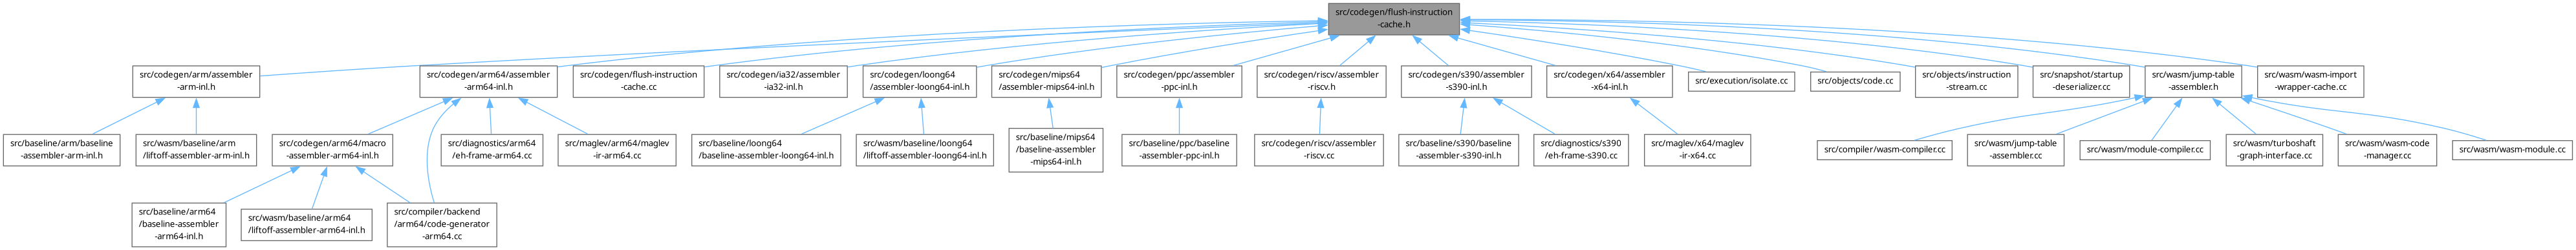 src/codegen/flush-instruction
-cache.h
src/codegen/arm/assembler
-arm-inl.h
src/codegen/arm64/assembler
-arm64-inl.h
src/codegen/flush-instruction
-cache.cc
src/codegen/ia32/assembler
-ia32-inl.h
src/codegen/loong64
/assembler-loong64-inl.h
src/codegen/mips64
/assembler-mips64-inl.h
src/codegen/ppc/assembler
-ppc-inl.h
src/codegen/riscv/assembler
-riscv.h
src/codegen/s390/assembler
-s390-inl.h
src/codegen/x64/assembler
-x64-inl.h
src/execution/isolate.cc
src/objects/code.cc
src/objects/instruction
-stream.cc
src/snapshot/startup
-deserializer.cc
src/wasm/jump-table
-assembler.h
src/wasm/wasm-import
-wrapper-cache.cc
src/baseline/arm/baseline
-assembler-arm-inl.h
src/wasm/baseline/arm
/liftoff-assembler-arm-inl.h
src/codegen/arm64/macro
-assembler-arm64-inl.h
src/diagnostics/arm64
/eh-frame-arm64.cc
src/maglev/arm64/maglev
-ir-arm64.cc
src/baseline/loong64
/baseline-assembler-loong64-inl.h
src/wasm/baseline/loong64
/liftoff-assembler-loong64-inl.h
src/baseline/mips64
/baseline-assembler
-mips64-inl.h
src/baseline/ppc/baseline
-assembler-ppc-inl.h
src/codegen/riscv/assembler
-riscv.cc
src/baseline/s390/baseline
-assembler-s390-inl.h
src/diagnostics/s390
/eh-frame-s390.cc
src/maglev/x64/maglev
-ir-x64.cc
src/compiler/wasm-compiler.cc
src/wasm/jump-table
-assembler.cc
src/wasm/module-compiler.cc
src/wasm/turboshaft
-graph-interface.cc
src/wasm/wasm-code
-manager.cc
src/wasm/wasm-module.cc
src/baseline/arm64
/baseline-assembler
-arm64-inl.h
src/wasm/baseline/arm64
/liftoff-assembler-arm64-inl.h
src/compiler/backend
/arm64/code-generator
-arm64.cc